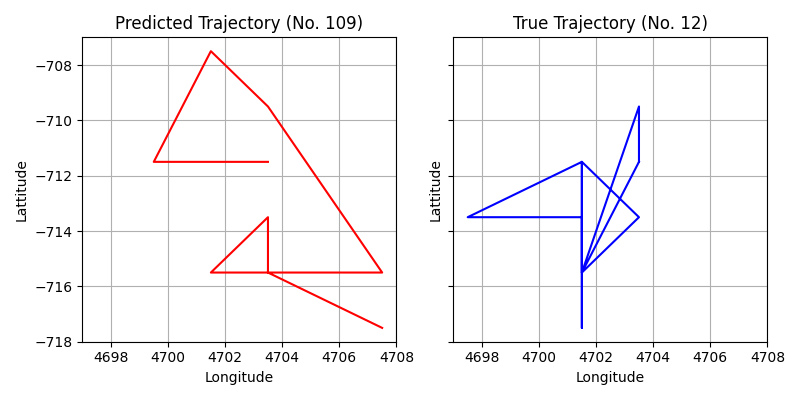 Predicted Trajectory (No. 109)
True Trajectory (No. 12)
Lattitude
−708
−710
−712
−714
−716
−718
4698 4700 4702 4704 4706 4708
Longitude
Lattitude
4698 4700 4702 4704 4706 4708
Longitude